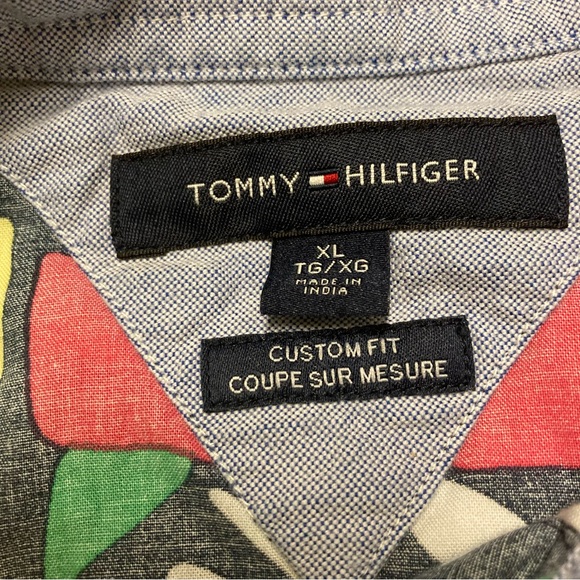 TOMMY HILFIGER
XL
TG/XG
MADE IN
INDIA
CUSTOM FIT
COUPE SUR MESURE